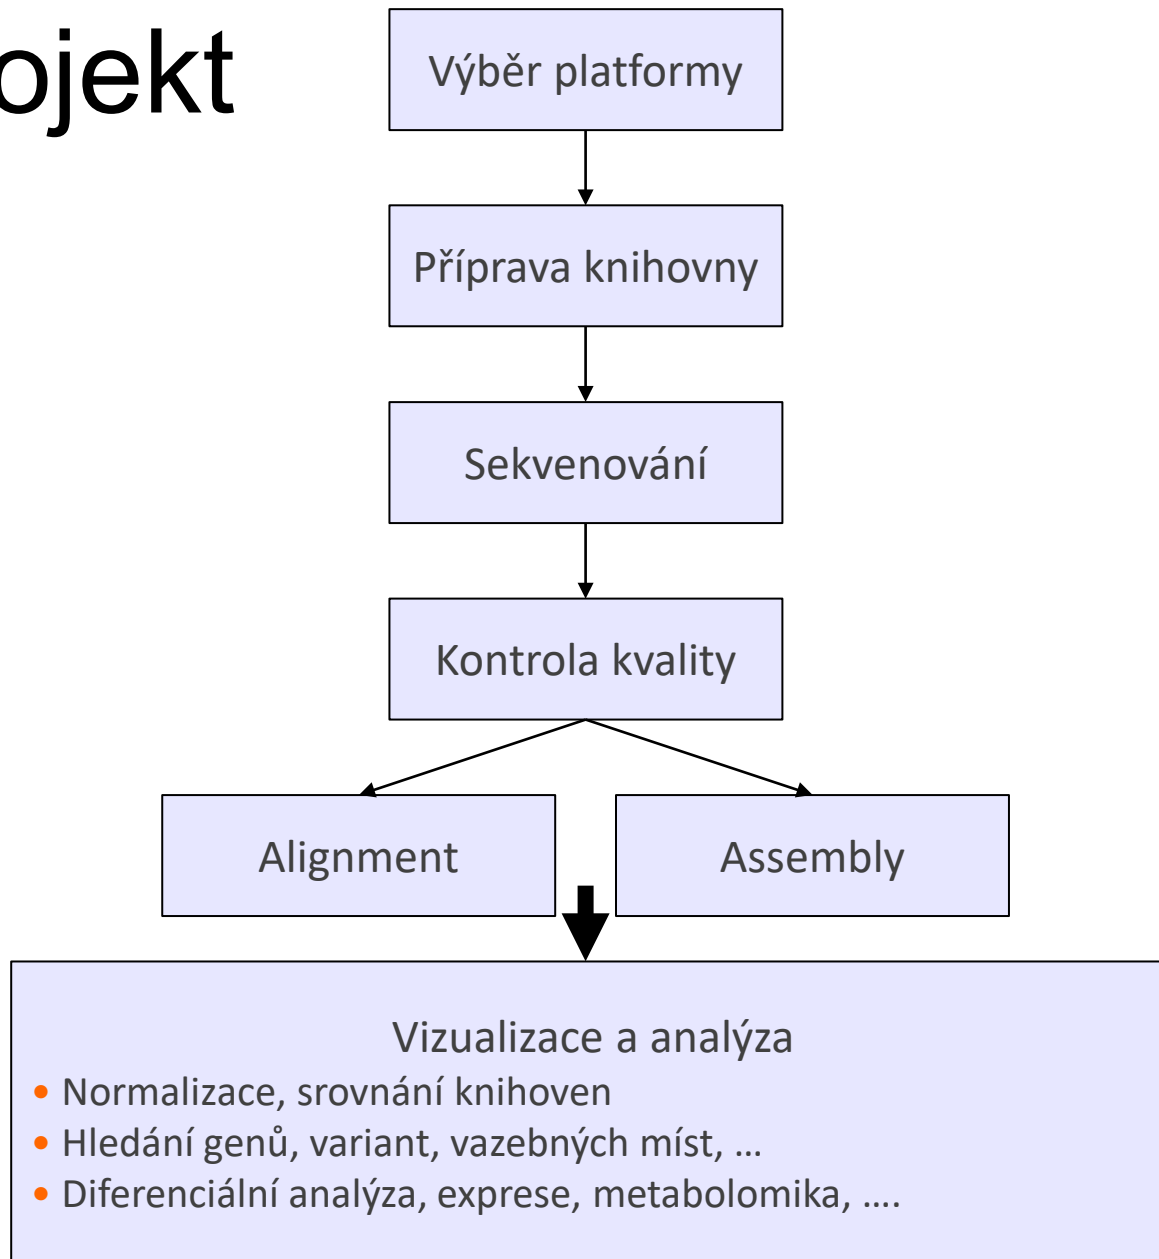 ojekt
Výběr platformy
Příprava knihovny
Sekvenování
Kontrola kvality
Alignment
Assembly
Vizualizace a analýza
• Normalizace, srovnání knihoven
• Hledání genů, variant, vazebných míst, …
• Diferenciální analýza, exprese, metabolomika, ….